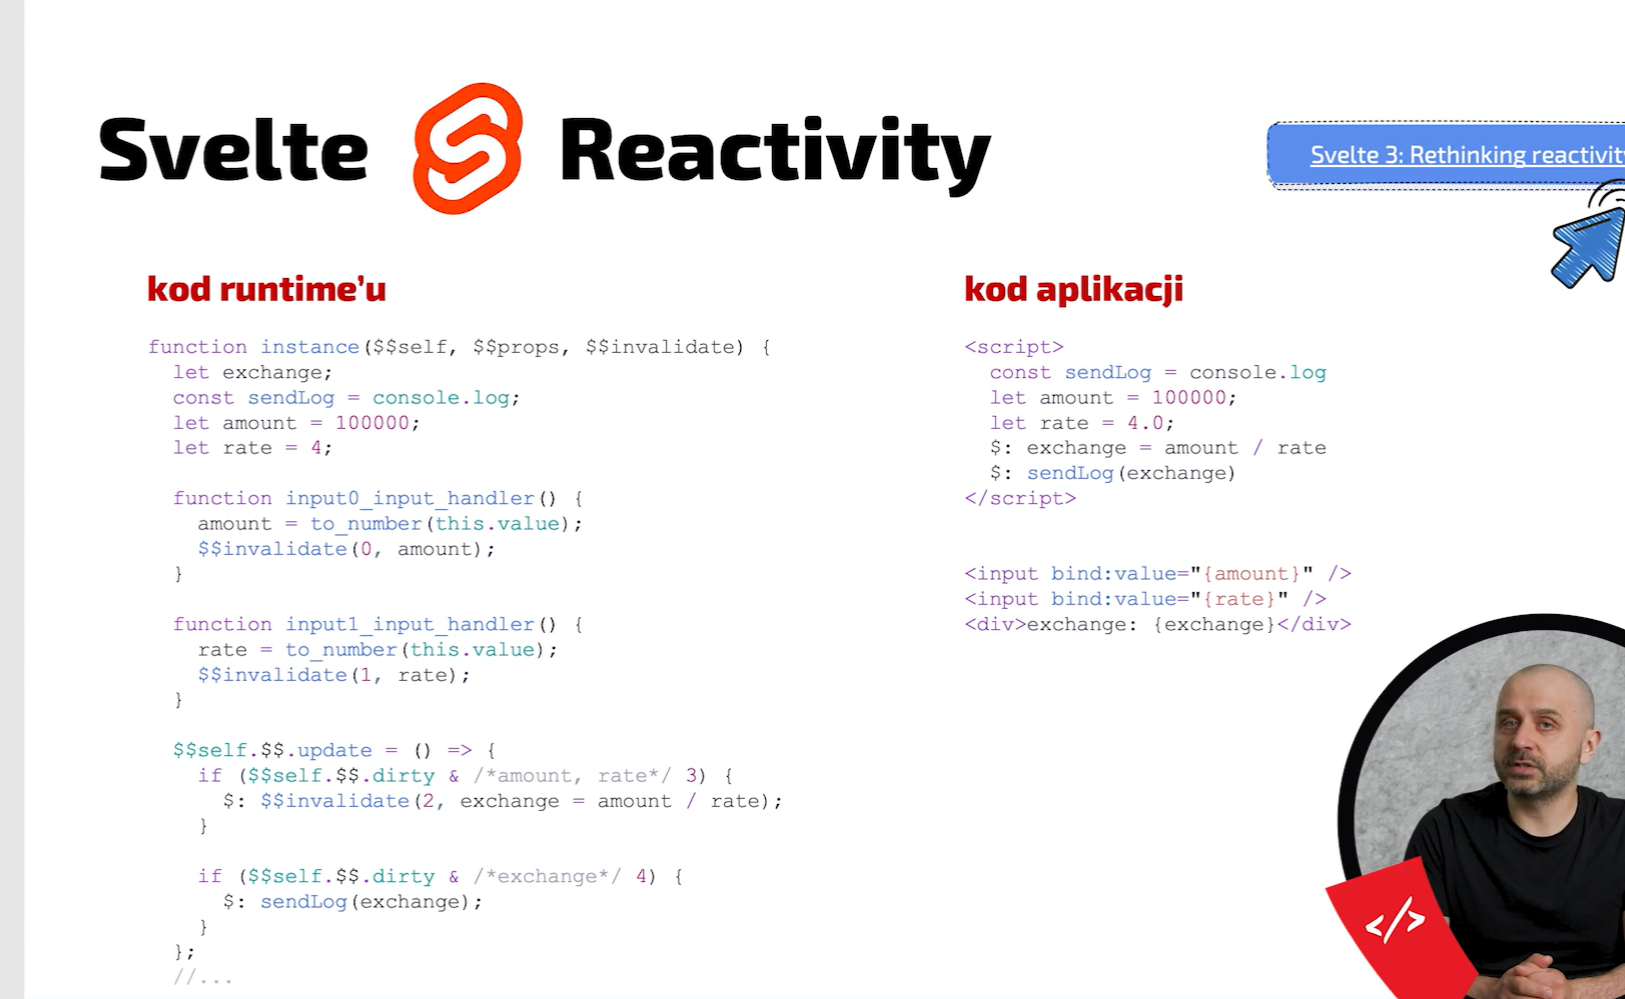 Svelte Reactivity
Svelte 3: Rethinking
kod runtime’u
function instance($$self, $$props, $$invalidate) {
  let exchange;
  const sendLog = console.log;
  let amount = 100000;
  let rate = 4;
  function input0_input_handler() {
    amount = to_number(this.value);
    $$invalidate(0, amount);
  }
  function input1_input_handler() {
    rate = to_number(this.value);
    $$invalidate(1, rate);
  }
  $$self.$$.update = () => {
    if ($$self.$$.dirty & /*amount, rate*/ 3) {
      $: $$invalidate(2, exchange = amount / rate);
    }
    if ($$self.$$.dirty & /*exchange*/ 4) {
      $: sendLog(exchange);
    }
  };
  //...
kod aplikacji
<script>
  const sendLog = console.log
  let amount = 100000;
  let rate = 4.0;
  $: exchange = amount / rate
  $: sendLog(exchange)
</script>
<input bind:value="{amount}" />
<input bind:value="{rate}" />
<div>exchange: {exchange}</div>
</>